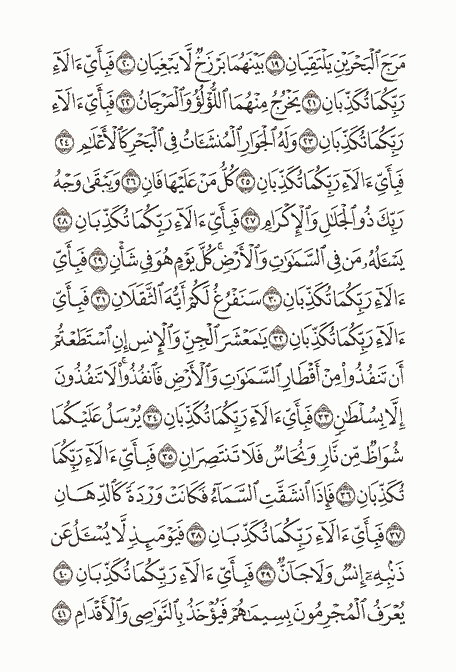 مَرَجَ ٱلْبَحْرَيْنِ يَلْتَقِيَانِ ١٩ بَيْنَهُمَا بَرْزَخٌ لَّا يَبْغِيَانِ ٢٠ فَبِأَيِّ ءَالَآءِ
رَبِّكُمَا تُكَذِّبَانِ ٢١ يَخْرُجُ مِنْهُمَا ٱللُّؤْلُؤُ وَٱلْمَرْجَانُ ٢٢ فَبِأَيِّ ءَالَآءِ
رَبِّكُمَا تُكَذِّبَانِ ٢٣ وَلَهُ ٱلْجَوَارِ ٱلْمُنشَـَٔاتُ فِى ٱلْبَحْرِ كَٱلْأَعْلَٰمِ ٢٤
فَبِأَيِّ ءَالَآءِ رَبِّكُمَا تُكَذِّبَانِ ٢٥ كُلُّ مَنْ عَلَيْهَا فَانٍ ٢٦ وَيَبْقَىٰ وَجْهُ
رَبِّكَ ذُو ٱلْجَلَٰلِ وَٱلْإِكْرَامِ ٢٧ فَبِأَيِّ ءَالَآءِ رَبِّكُمَا تُكَذِّبَانِ ٢٨
يَسْـَٔلُهُۥ مَن فِى ٱلسَّمَٰوَٰتِ وَٱلْأَرْضِ ۚ كُلَّ يَوْمٍ هُوَ فِى شَأْنٍ ٢٩ فَبِأَيِّ
ءَالَآءِ رَبِّكُمَا تُكَذِّبَانِ ٣٠ سَنَفْرُغُ لَكُمْ أَيُّهَ ٱلثَّقَلَانِ ٣١ فَبِأَيِّ
ءَالَآءِ رَبِّكُمَا تُكَذِّبَانِ ٣٢ يَٰمَعْشَرَ ٱلْجِنِّ وَٱلْإِنسِ إِنِ ٱسْتَطَعْتُمْ
أَن تَنفُذُوا۟ مِنْ أَقْطَارِ ٱلسَّمَٰوَٰتِ وَٱلْأَرْضِ فَٱنفُذُوا۟ ۚ لَا تَنفُذُونَ
إِلَّا بِسُلْطَٰنٍ ٣٣ فَبِأَيِّ ءَالَآءِ رَبِّكُمَا تُكَذِّبَانِ ٣٤ يُرْسَلُ عَلَيْكُمَا
شُوَاظٌ مِّن نَّارٍ وَنُحَاسٌ فَلَا تَنتَصِرَانِ ٣٥ فَبِأَيِّ ءَالَآءِ رَبِّكُمَا
تُكَذِّبَانِ ٣٦ فَإِذَا ٱنشَقَّتِ ٱلسَّمَآءُ فَكَانَتْ وَرْدَةً كَٱلدِّهَانِ
٣٧ فَبِأَيِّ ءَالَآءِ رَبِّكُمَا تُكَذِّبَانِ ٣٨ فَيَوْمَئِذٍ لَّا يُسْـَٔلُ عَن
ذَنۢبِهِۦٓ إِنسٌ وَلَا جَآنٌّ ٣٩ فَبِأَيِّ ءَالَآءِ رَبِّكُمَا تُكَذِّبَانِ ٤٠
يُعْرَفُ ٱلْمُجْرِمُونَ بِسِيمَٰهُمْ فَيُؤْخَذُ بِٱلنَّوَٰصِى وَٱلْأَقْدَامِ ٤١